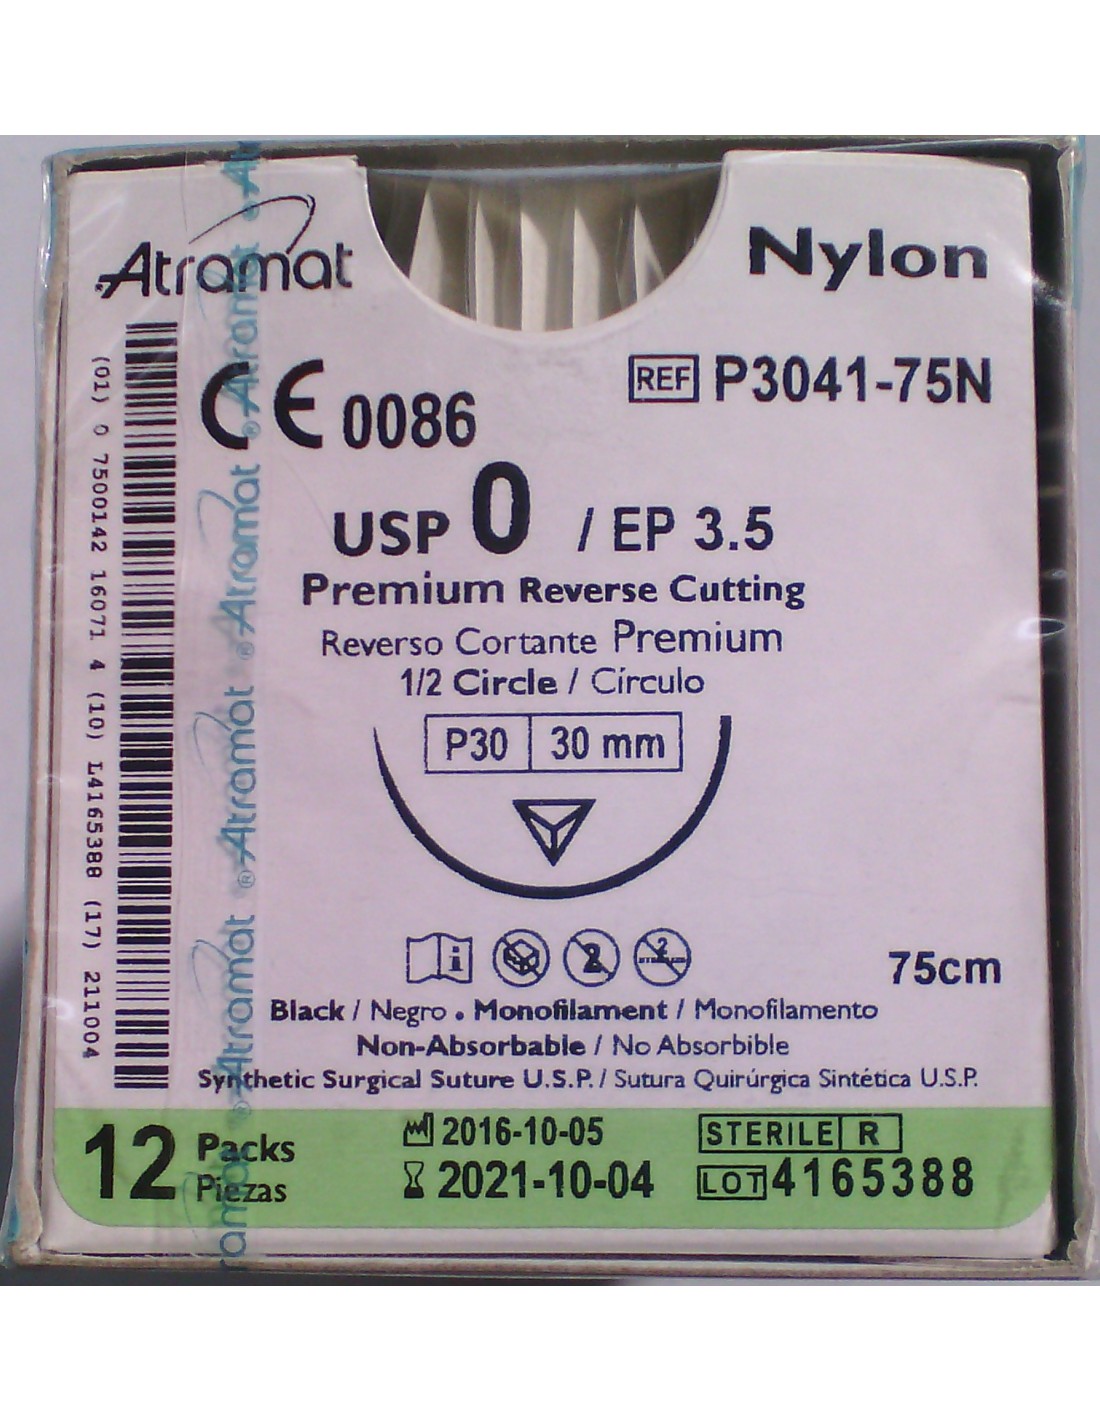 Atramat
Nylon
REF P3041-75N
CE 0086
USP 0 / EP 3.5
Premium Reverse Cutting
Reverso Cortante Premium
1/2 Circle / Círculo
P30 30 mm
75cm
Black / Negro . Monofilament / Monofilamento
Non-Absorbable / No Absorbible
Synthetic Surgical Suture U.S.P. / Sutura Quirúrgica Sintética U.S.P.
12 Packs
Piezas
2016-10-05
2021-10-04
STERILE R
LOT 4165388
(01) 0 7500142 16071 4 (10) L4165388 (17) 211004
Atramat
® Atramat
® Atramat
® Atramat
® Atramat